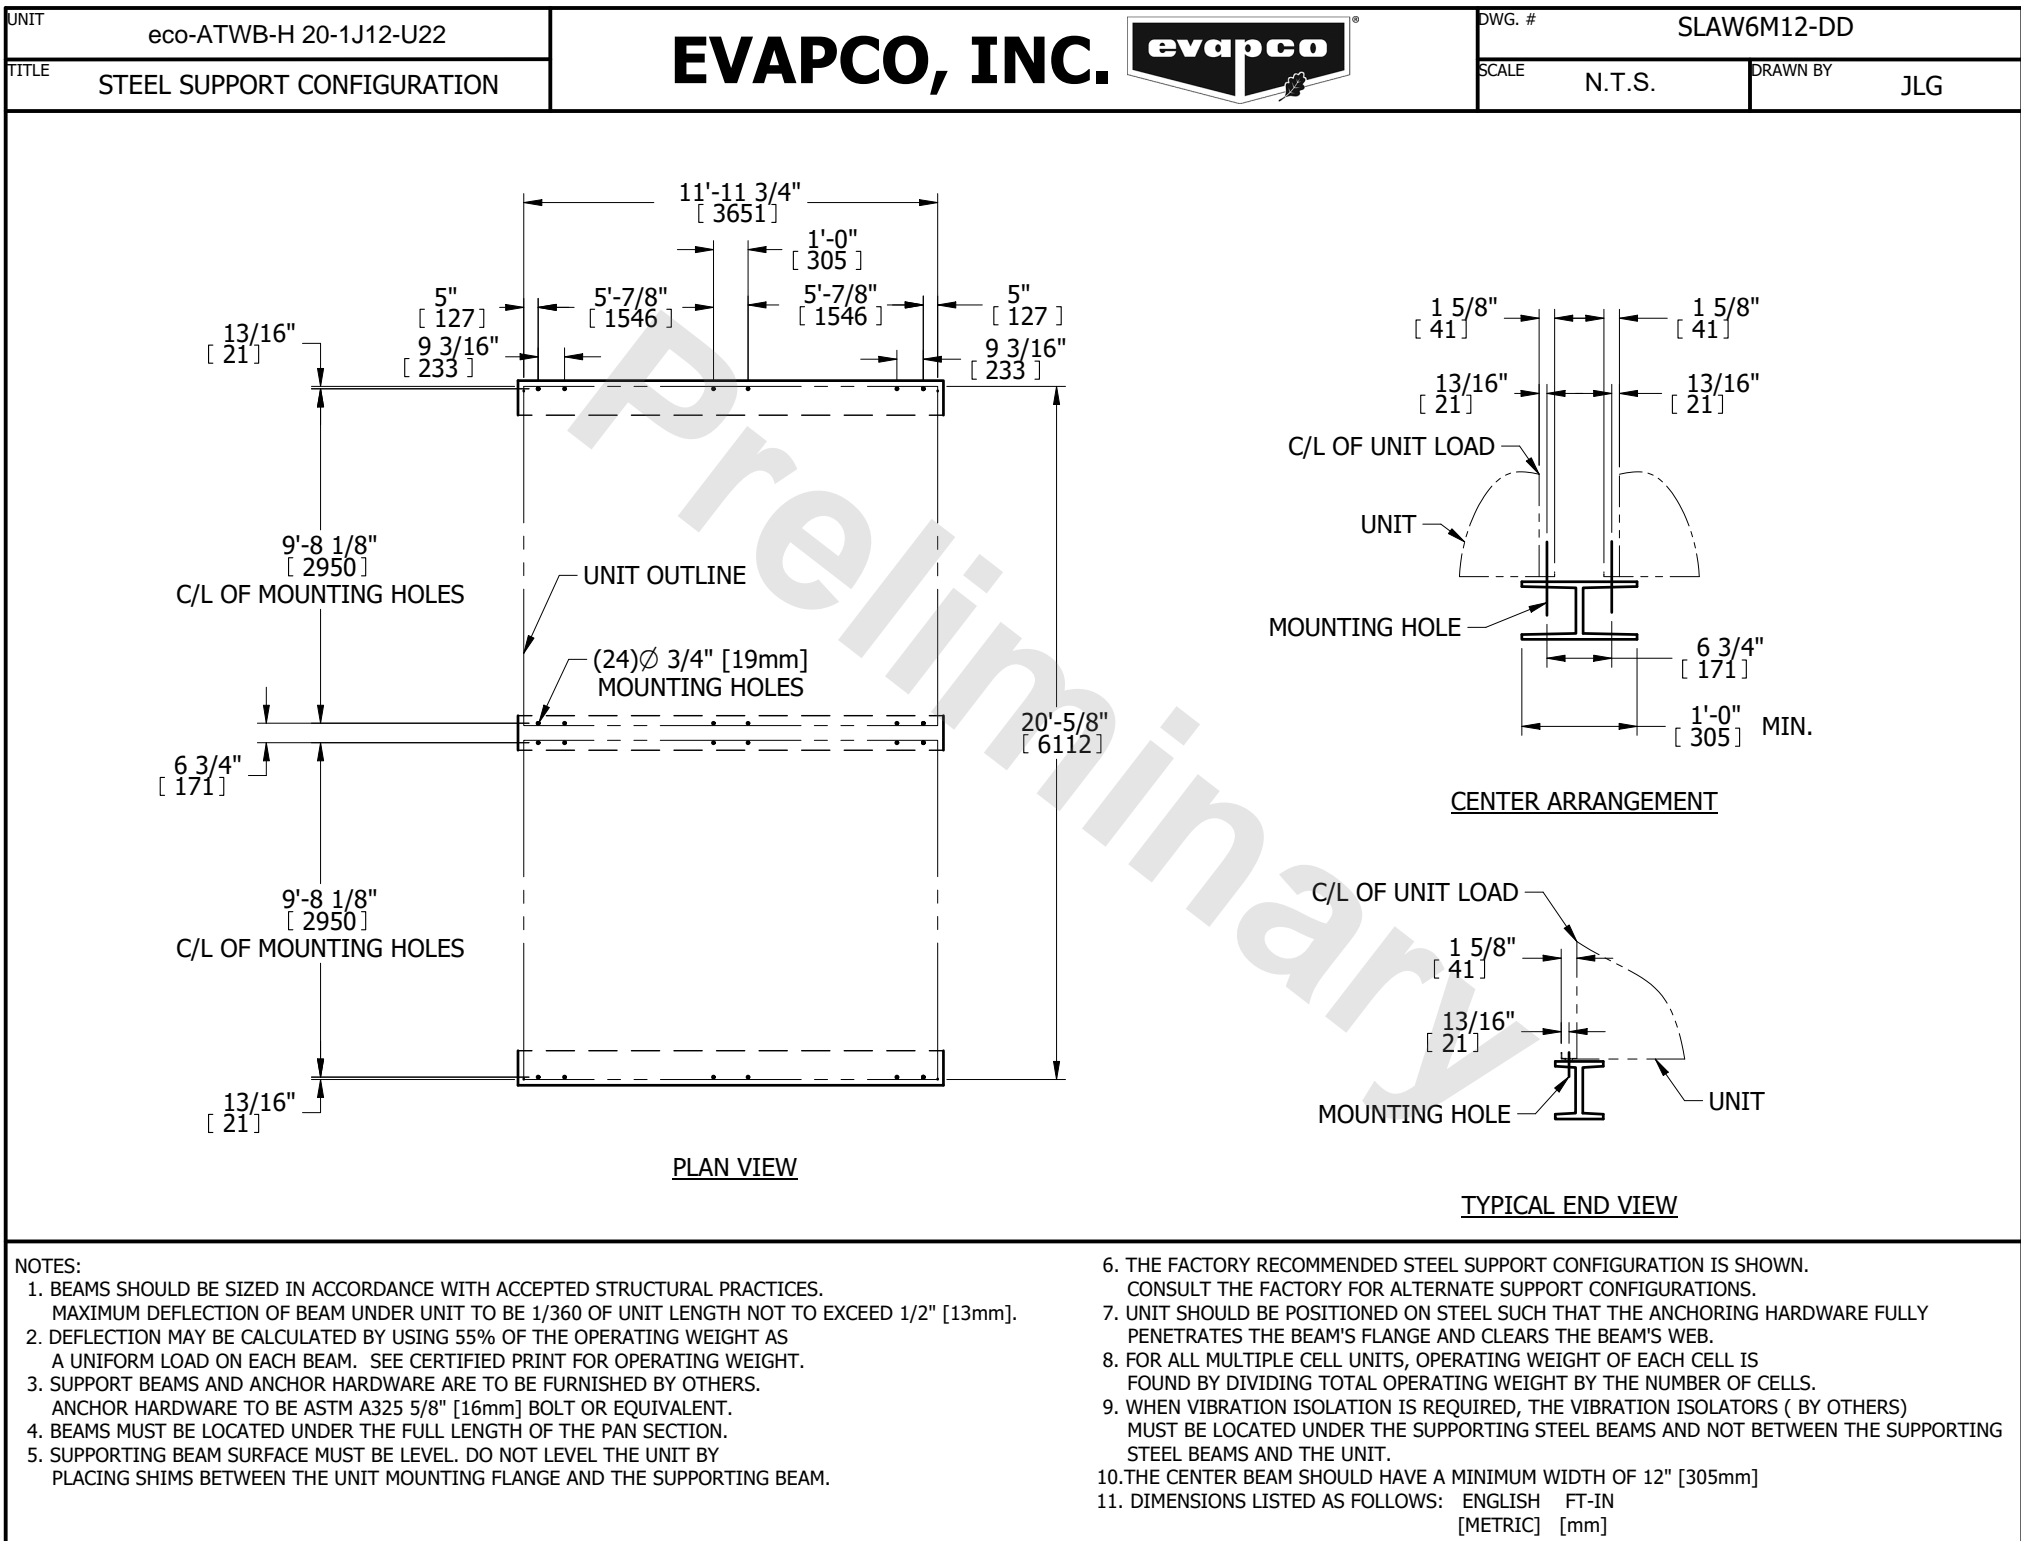 UNIT
eco-ATWB-H 20-1J12-U22
TITLE
STEEL SUPPORT CONFIGURATION
EVAPCO, INC.
evapco
®
DWG. #
SLAW6M12-DD
SCALE
N.T.S.
DRAWN BY
JLG
11'-11 3/4"
[ 3651]
1'-0"
[ 305 ]
5"
[ 127]
5'-7/8"
[ 1546 ]
5'-7/8"
[ 1546 ]
5"
[ 127 ]
13/16"
[ 21]
9 3/16"
[ 233 ]
9 3/16"
[ 233 ]
9'-8 1/8"
[ 2950]
C/L OF MOUNTING HOLES
UNIT OUTLINE
(24)Ø 3/4" [19mm]
MOUNTING HOLES
6 3/4"
[ 171]
20'-5/8"
[ 6112]
9'-8 1/8"
[ 2950]
C/L OF MOUNTING HOLES
13/16"
[ 21]
PLAN VIEW
1 5/8"
[ 41]
1 5/8"
[ 41]
13/16"
[ 21]
13/16"
[ 21]
C/L OF UNIT LOAD
UNIT
MOUNTING HOLE
6 3/4"
[ 171]
1'-0"
[ 305] MIN.
CENTER ARRANGEMENT
C/L OF UNIT LOAD
1 5/8"
[ 41]
13/16"
[ 21]
MOUNTING HOLE
UNIT
TYPICAL END VIEW
Preliminary
NOTES:
1. BEAMS SHOULD BE SIZED IN ACCORDANCE WITH ACCEPTED STRUCTURAL PRACTICES.
MAXIMUM DEFLECTION OF BEAM UNDER UNIT TO BE 1/360 OF UNIT LENGTH NOT TO EXCEED 1/2" [13mm].
2. DEFLECTION MAY BE CALCULATED BY USING 55% OF THE OPERATING WEIGHT AS
A UNIFORM LOAD ON EACH BEAM. SEE CERTIFIED PRINT FOR OPERATING WEIGHT.
3. SUPPORT BEAMS AND ANCHOR HARDWARE ARE TO BE FURNISHED BY OTHERS.
ANCHOR HARDWARE TO BE ASTM A325 5/8" [16mm] BOLT OR EQUIVALENT.
4. BEAMS MUST BE LOCATED UNDER THE FULL LENGTH OF THE PAN SECTION.
5. SUPPORTING BEAM SURFACE MUST BE LEVEL. DO NOT LEVEL THE UNIT BY
PLACING SHIMS BETWEEN THE UNIT MOUNTING FLANGE AND THE SUPPORTING BEAM.
6. THE FACTORY RECOMMENDED STEEL SUPPORT CONFIGURATION IS SHOWN.
CONSULT THE FACTORY FOR ALTERNATE SUPPORT CONFIGURATIONS.
7. UNIT SHOULD BE POSITIONED ON STEEL SUCH THAT THE ANCHORING HARDWARE FULLY
PENETRATES THE BEAM'S FLANGE AND CLEARS THE BEAM'S WEB.
8. FOR ALL MULTIPLE CELL UNITS, OPERATING WEIGHT OF EACH CELL IS
FOUND BY DIVIDING TOTAL OPERATING WEIGHT BY THE NUMBER OF CELLS.
9. WHEN VIBRATION ISOLATION IS REQUIRED, THE VIBRATION ISOLATORS ( BY OTHERS)
MUST BE LOCATED UNDER THE SUPPORTING STEEL BEAMS AND NOT BETWEEN THE SUPPORTING
STEEL BEAMS AND THE UNIT.
10.THE CENTER BEAM SHOULD HAVE A MINIMUM WIDTH OF 12" [305mm]
11. DIMENSIONS LISTED AS FOLLOWS: ENGLISH FT-IN
[METRIC] [mm]